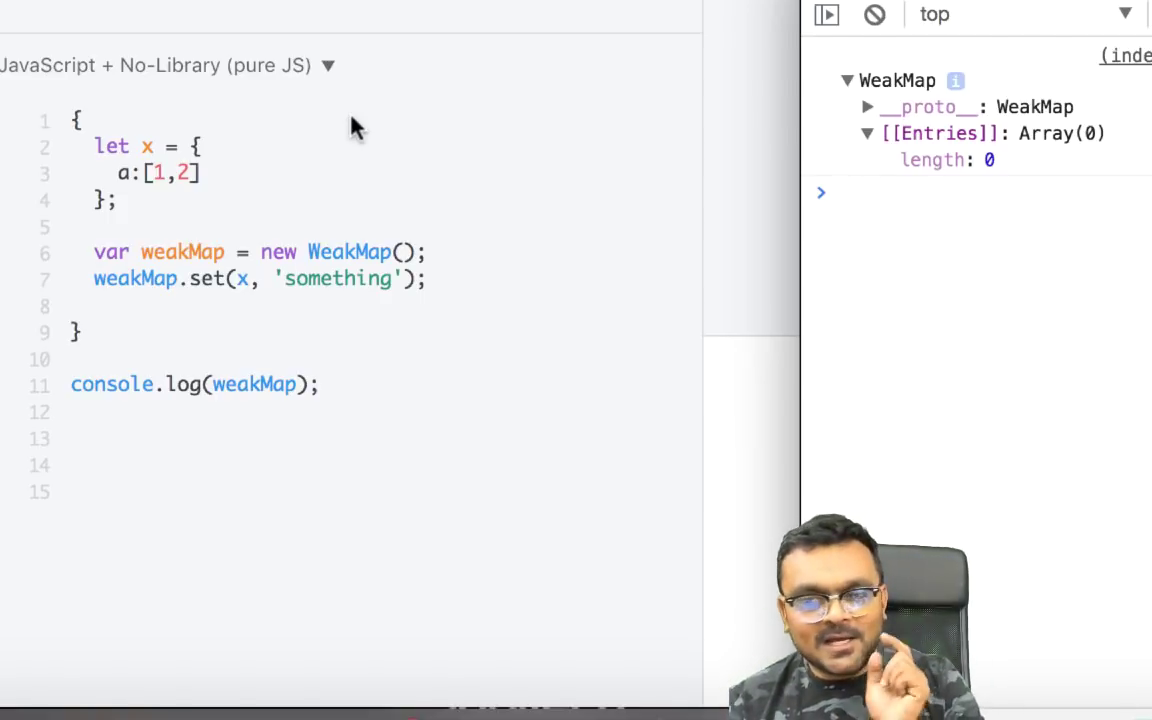 JavaScript + No-Library (pure JS) ▼
1 {
2 let x = {
3 a:[1,2]
4 };
5
6 var weakMap = new WeakMap();
7 weakMap.set(x, 'something');
8
9 }
10
11 console.log(weakMap);
12
13
14
15
top ▼
(inde
▼ WeakMap i
▶ __proto__: WeakMap
▼ [[Entries]]: Array(0)
length: 0
>